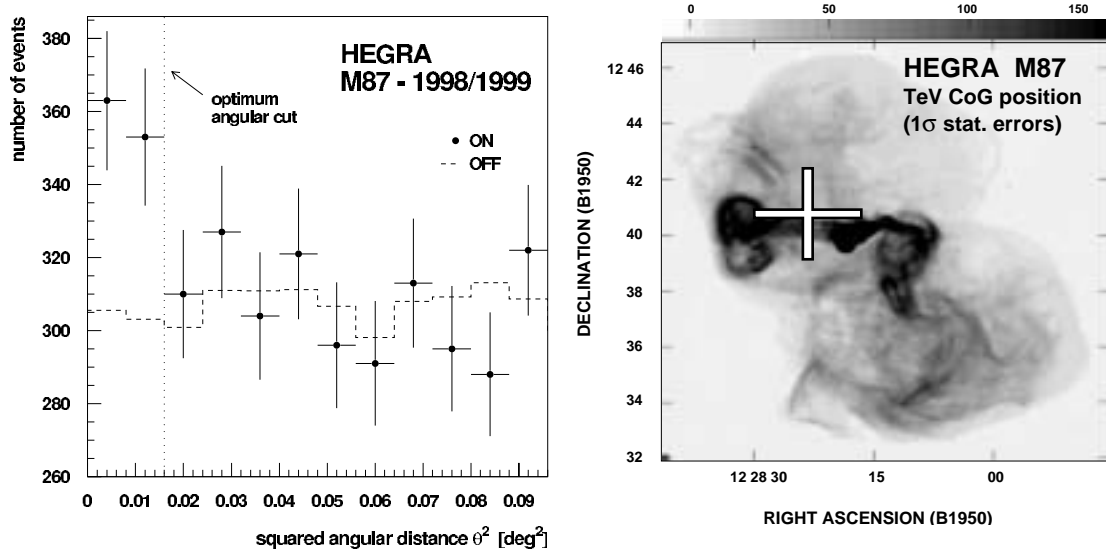 HEGRA
M87 - 1998/1999
optimum
angular cut
ON
OFF
number of events
380
360
340
320
300
280
260
0 0.01 0.02 0.03 0.04 0.05 0.06 0.07 0.08 0.09
squared angular distance θ² [deg²]
0 50 100 150
HEGRA M87
TeV CoG position
(1σ stat. errors)
DECLINATION (B1950)
12 46
44
42
40
38
36
34
32
12 28 30 15 00
RIGHT ASCENSION (B1950)